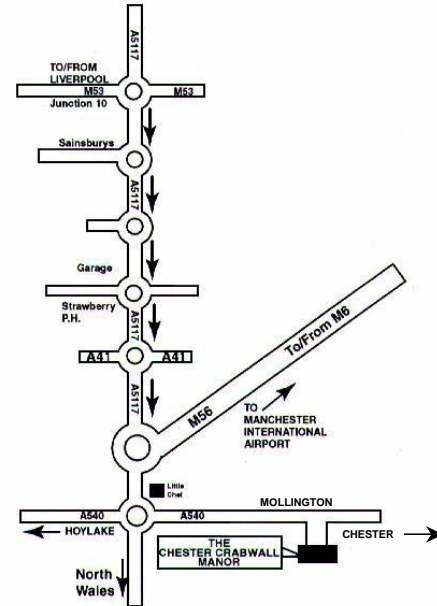 A5117
TO/FROM
LIVERPOOL
M53 M53
Junction 10
Sainsburys
A5117
A5117
Garage
Strawberry
P.H.
A5117
A41 A41
A5117
To/From M6
M56
TO
MANCHESTER
INTERNATIONAL
AIRPORT
Little
Chef
MOLLINGTON
A540 A540
HOYLAKE
CHESTER
THE
CHESTER CRABWALL
MANOR
North
Wales